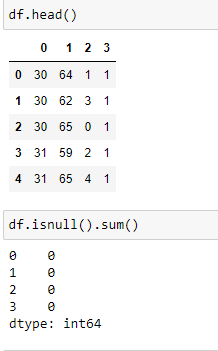 df.head()
0 1 2 3
0 30 64 1 1
1 30 62 3 1
2 30 65 0 1
3 31 59 2 1
4 31 65 4 1
df.isnull().sum()
0 0
1 0
2 0
3 0
dtype: int64